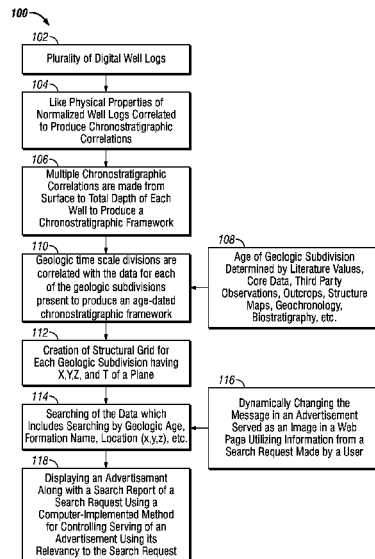 100
102
Plurality of Digital Well Logs
104
Like Physical Properties of
Normalized Well Logs Correlated
to Produce Chronostratigraphic
Correlations
106
Multiple Chronostratigraphic
Correlations are made from
Surface to Total Depth of Each
Well to Produce a
Chronostratigraphic Framework
108
Age of Geologic Subdivision
Determined by Literature Values,
Core Data, Third Party
Observations, Outcrops, Structure
Maps, Geochronology,
Biostratigraphy, etc.
110
Geologic time scale divisions are
correlated with the data for each
of the geologic subdivisions
present to produce an age-dated
chronostratigraphic framework
112
Creation of Structural Grid for
Each Geologic Subdivision having
X,Y,Z, and T of a Plane
114
Searching of the Data which
Includes Searching by Geologic Age,
Formation Name, Location (x,y,z), etc.
116
Dynamically Changing the
Message in an Advertisement
Served as an Image in a Web
Page Utilizing Information from a
Search Request Made by a User
118
Displaying an Advertisement
Along with a Search Report of a
Search Request Using a
Computer-Implemented Method
for Controlling Serving of an
Advertisement Using its
Relevancy to the Search Request